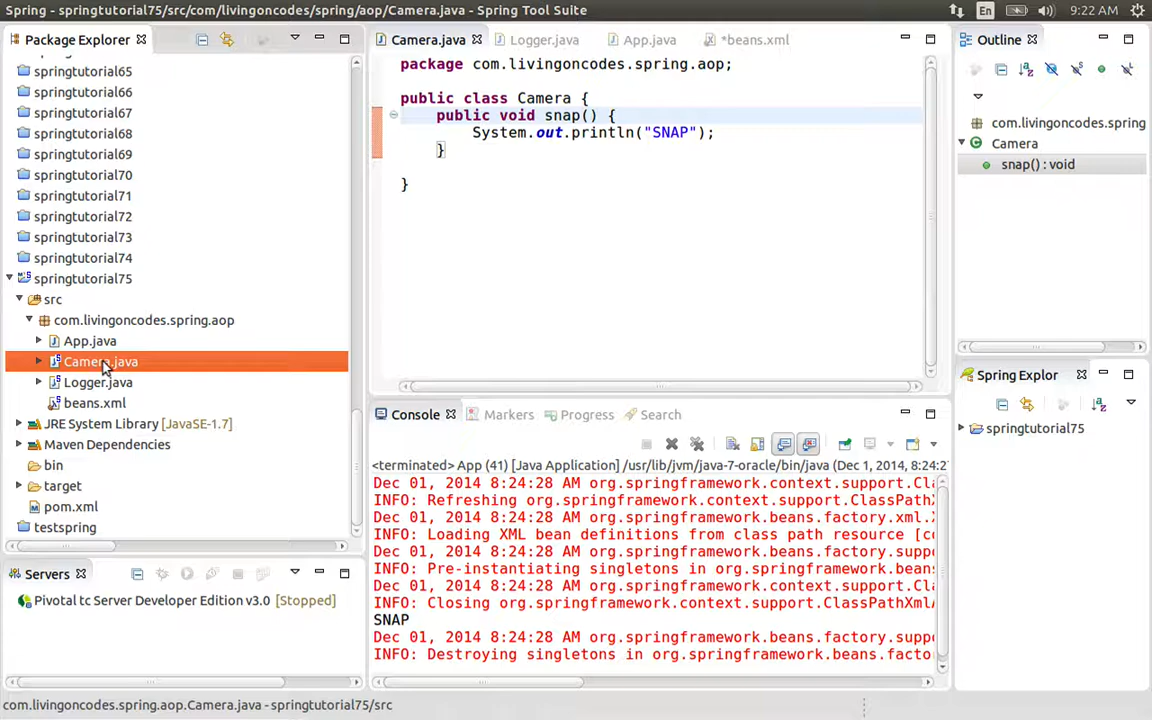 Spring - springtutorial75/src/com/livingoncodes/spring/aop/Camera.java - Spring Tool Suite
En
9:22 AM
Package Explorer
springtutorial65
springtutorial66
springtutorial67
springtutorial68
springtutorial69
springtutorial70
springtutorial71
springtutorial72
springtutorial73
springtutorial74
springtutorial75
src
com.livingoncodes.spring.aop
App.java
Camera.java
Logger.java
beans.xml
JRE System Library [JavaSE-1.7]
Maven Dependencies
bin
target
pom.xml
testspring
Servers
Pivotal tc Server Developer Edition v3.0 [Stopped]
Camera.java Logger.java App.java *beans.xml
package com.livingoncodes.spring.aop;
public class Camera {
public void snap() {
System.out.println("SNAP");
}
}
Console Markers Progress Search
<terminated> App (41) [Java Application] /usr/lib/jvm/java-7-oracle/bin/java (Dec 1, 2014, 8:24:2
Dec 01, 2014 8:24:28 AM org.springframework.context.support.Cl
INFO: Refreshing org.springframework.context.support.ClassPathX
Dec 01, 2014 8:24:28 AM org.springframework.beans.factory.xml.X
INFO: Loading XML bean definitions from class path resource [co
Dec 01, 2014 8:24:28 AM org.springframework.beans.factory.supp
INFO: Pre-instantiating singletons in org.springframework.beans
Dec 01, 2014 8:24:28 AM org.springframework.context.support.Cl
INFO: Closing org.springframework.context.support.ClassPathXml
SNAP
Dec 01, 2014 8:24:28 AM org.springframework.beans.factory.supp
INFO: Destroying singletons in org.springframework.beans.facto
Outline
com.livingoncodes.spring
Camera
snap() : void
Spring Explor
springtutorial75
com.livingoncodes.spring.aop.Camera.java - springtutorial75/src